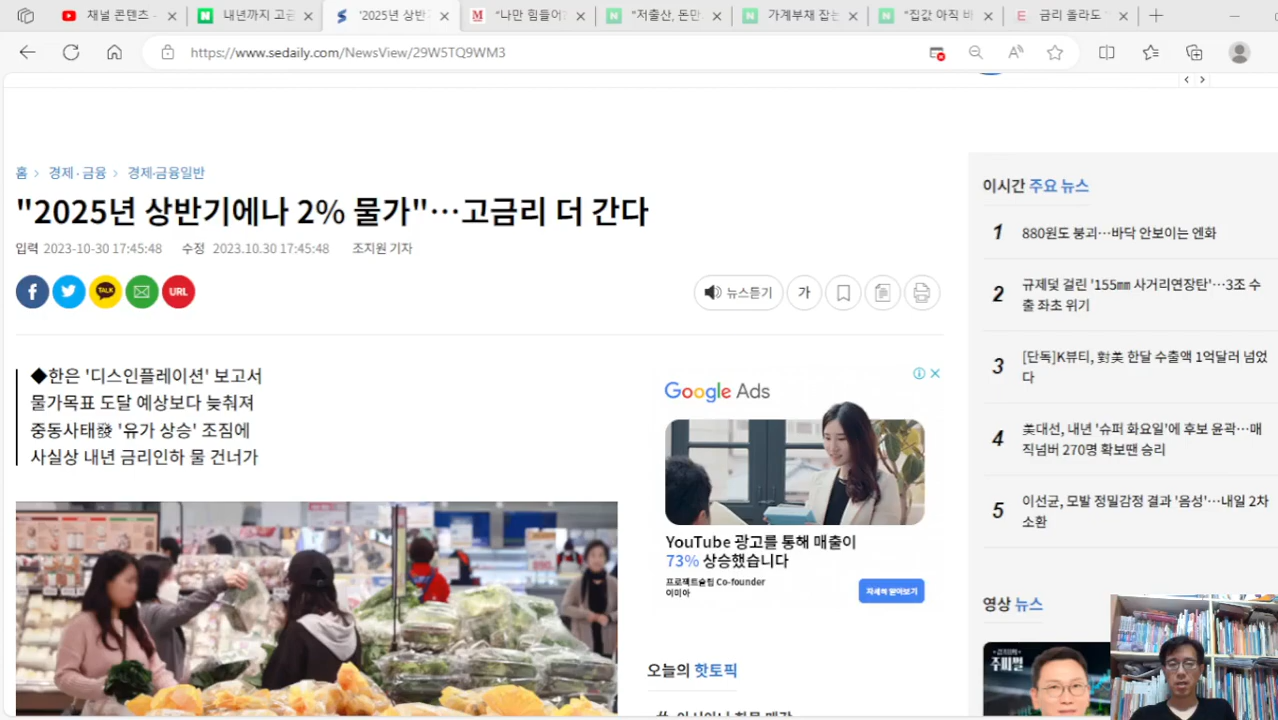 채널 콘텐츠 -
내년까지 고금
'2025년 상반
"나만 힘들어
"저출산, 돈만
가계부채 잡는
"집값 아직 비
금리 올라도
https://www.sedaily.com/NewsView/29W5TQ9WM3
홈 > 경제 · 금융 > 경제·금융일반
"2025년 상반기에나 2% 물가"…고금리 더 간다
입력 2023-10-30 17:45:48 수정 2023.10.30 17:45:48 조지원 기자
TALK
URL
뉴스듣기
가
◆한은 '디스인플레이션' 보고서
물가목표 도달 예상보다 늦춰져
중동사태發 '유가 상승' 조짐에
사실상 내년 금리인하 물 건너가
Google Ads
YouTube 광고를 통해 매출이
73% 상승했습니다
프로젝트슬립 Co-founder
이미아
자세히 알아보기
오늘의 핫토픽
이시간 주요 뉴스
1 880원도 붕괴…바닥 안보이는 엔화
2 규제덫 걸린 '155㎜ 사거리연장탄'…3조 수
출 좌초 위기
3 [단독]K뷰티, 對美 한달 수출액 1억달러 넘었
다
4 美대선, 내년 '슈퍼 화요일'에 후보 윤곽…매
직넘버 270명 확보땐 승리
5 이선균, 모발 정밀감정 결과 '음성'…내일 2차
소환
영상 뉴스
주삐썰